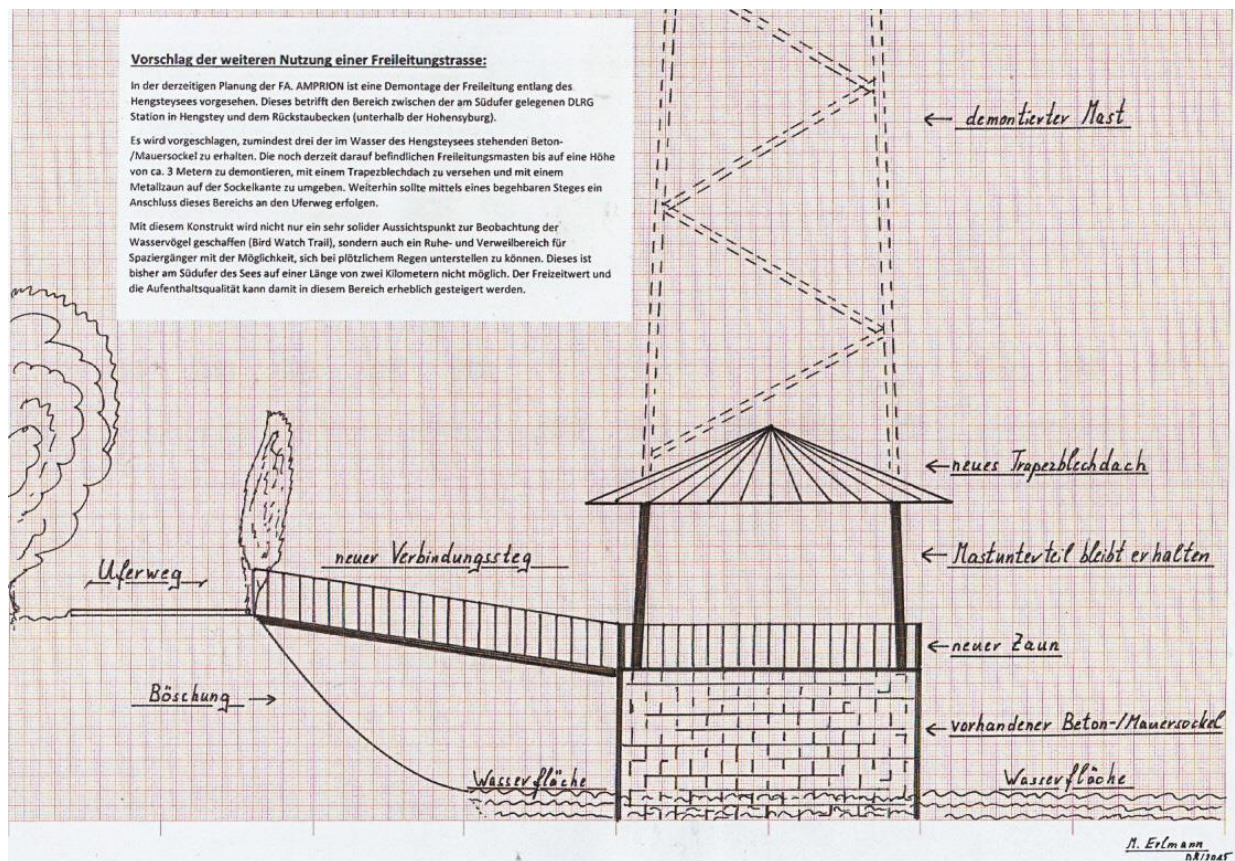 Vorschlag der weiteren Nutzung einer Freileitungstrasse:
In der derzeitigen Planung der FA. AMPRION ist eine Demontage der Freileitung entlang des
Hengsteysees vorgesehen. Dieses betrifft den Bereich zwischen der am Südufer gelegenen DLRG
Station in Hengstey und dem Rückstaubecken (unterhalb der Hohensyburg).
Es wird vorgeschlagen, zumindest drei der im Wasser des Hengsteysees stehenden Beton-
/Mauersockel zu erhalten. Die noch derzeit darauf befindlichen Freileitungsmasten bis auf eine Höhe
von ca. 3 Metern zu demontieren, mit einem Trapezblechdach zu versehen und mit einem
Metallzaun auf der Sockelkante zu umgeben. Weiterhin sollte mittels eines begehbaren Steges ein
Anschluss dieses Bereichs an den Uferweg erfolgen.
Mit diesem Konstrukt wird nicht nur ein sehr solider Aussichtspunkt zur Beobachtung der
Wasservögel geschaffen (Bird Watch Trail), sondern auch ein Ruhe- und Verweilbereich für
Spaziergänger mit der Möglichkeit, sich bei plötzlichem Regen unterstellen zu können. Dieses ist
bisher am Südufer des Sees auf einer Länge von zwei Kilometern nicht möglich. Der Freizeitwert und
die Aufenthaltsqualität kann damit in diesem Bereich erheblich gesteigert werden.
← demontierter Mast
← neues Trapezblechdach
neuer Verbindungssteg
← Mastunterteil bleibt erhalten
Uferweg
← neuer Zaun
Böschung →
← vorhandener Beton-/Mauersockel
Wasserfläche
Wasserfläche
M. Erlmann